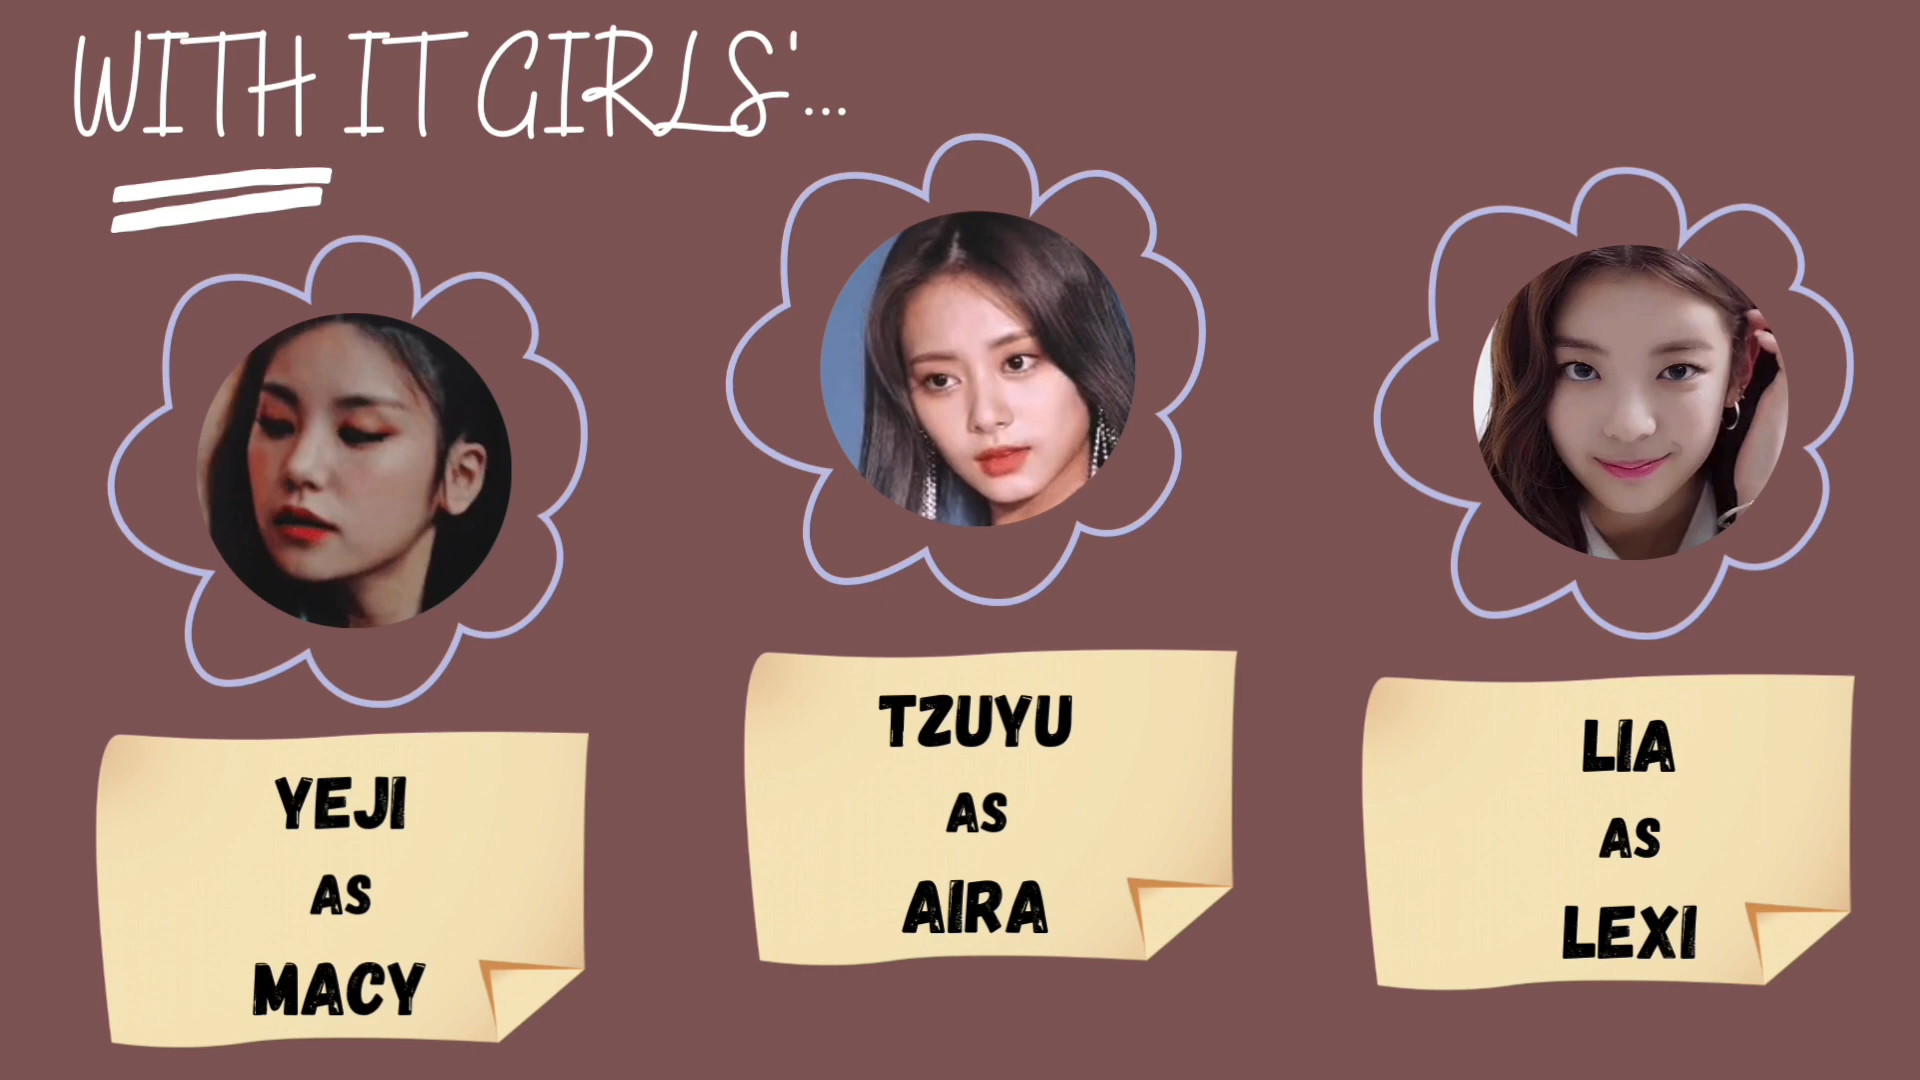 WITH IT GIRLS'...
YEJI
AS
MACY
TZUYU
AS
AIRA
LIA
AS
LEXI